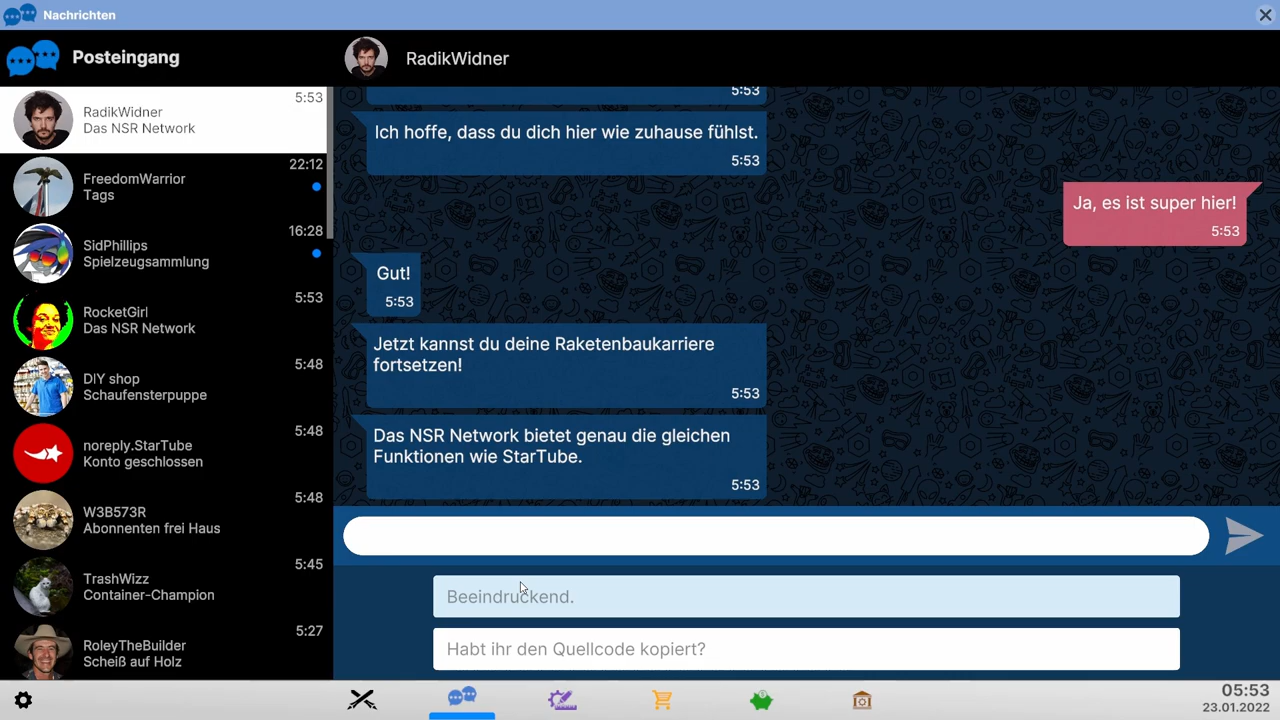 Nachrichten
Posteingang
RadikWidner
5:53
RadikWidner
Das NSR Network
22:12
FreedomWarrior
Tags
16:28
SidPhillips
Spielzeugsammlung
5:53
RocketGirl
Das NSR Network
5:48
DIY shop
Schaufensterpuppe
5:48
noreply.StarTube
Konto geschlossen
5:48
W3B573R
Abonnenten frei Haus
5:45
TrashWizz
Container-Champion
5:27
RoleyTheBuilder
Scheiß auf Holz
5:53
Ich hoffe, dass du dich hier wie zuhause fühlst.
5:53
Ja, es ist super hier!
5:53
Gut!
5:53
Jetzt kannst du deine Raketenbaukarriere
fortsetzen!
5:53
Das NSR Network bietet genau die gleichen
Funktionen wie StarTube.
5:53
Beeindruckend.
Habt ihr den Quellcode kopiert?
05:53
23.01.2022